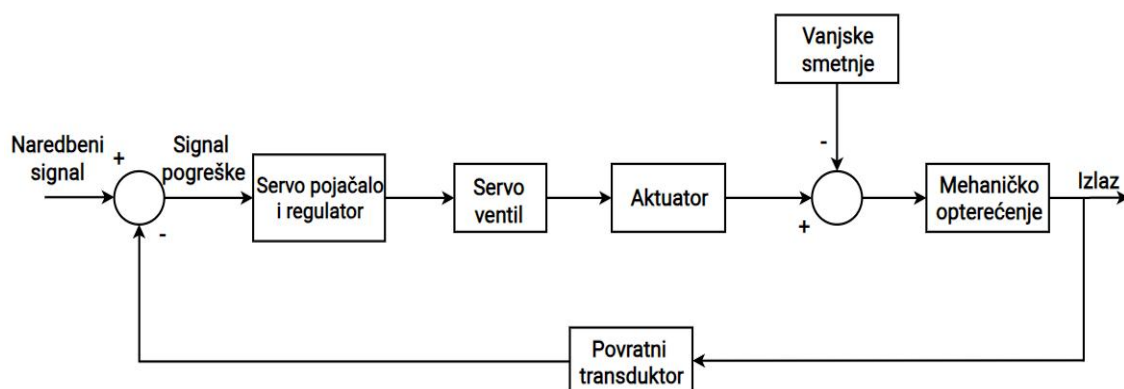 Vanjske
smetnje
Naredbeni
signal
+
Signal
pogreške
-
Servo pojačalo
i regulator
Servo
ventil
Aktuator
-
+
Mehaničko
opterećenje
Izlaz
Povratni
transduktor